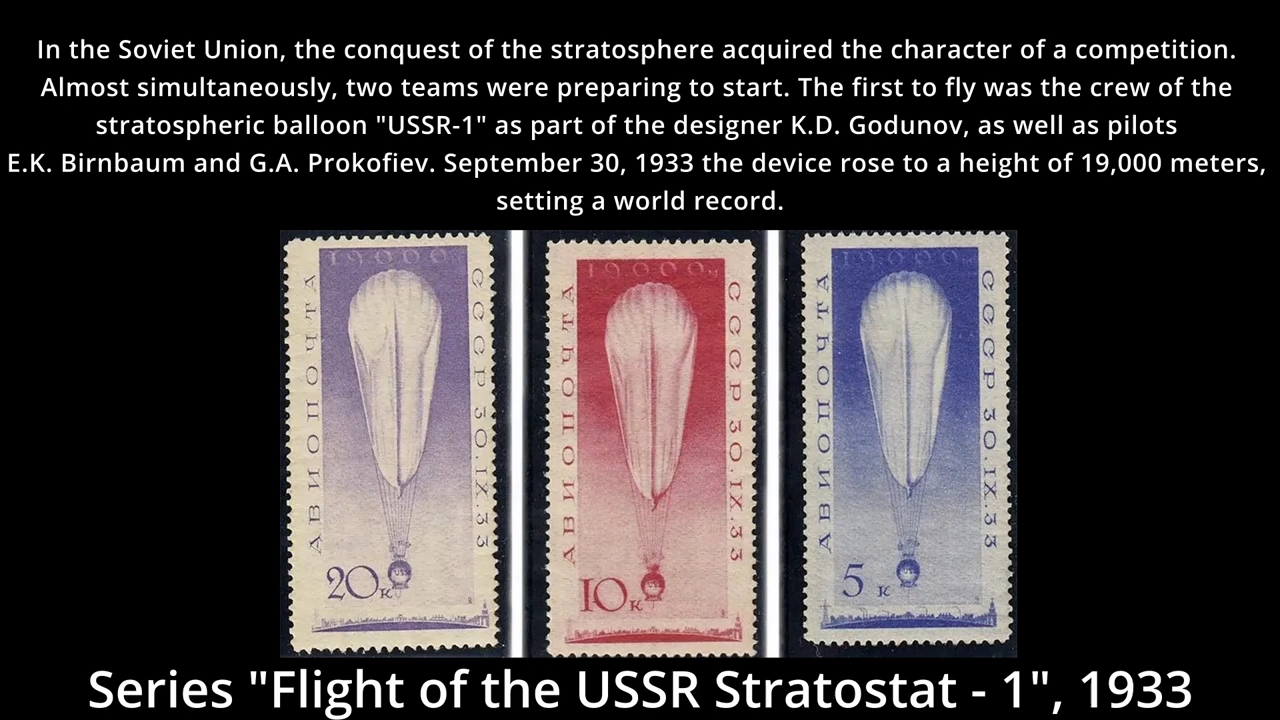 In the Soviet Union, the conquest of the stratosphere acquired the character of a competition.
Almost simultaneously, two teams were preparing to start. The first to fly was the crew of the
stratospheric balloon "USSR-1" as part of the designer K.D. Godunov, as well as pilots
E.K. Birnbaum and G.A. Prokofiev. September 30, 1933 the device rose to a height of 19,000 meters,
setting a world record.
19000
АВИОПОЧТА
СССР 30.IX.33
20 к
19000м
АВИОПОЧТА
СССР 30.IX.33
10 к
19000м
АВИОПОЧТА
СССР 30.IX.33
5 к
Series "Flight of the USSR Stratostat - 1", 1933